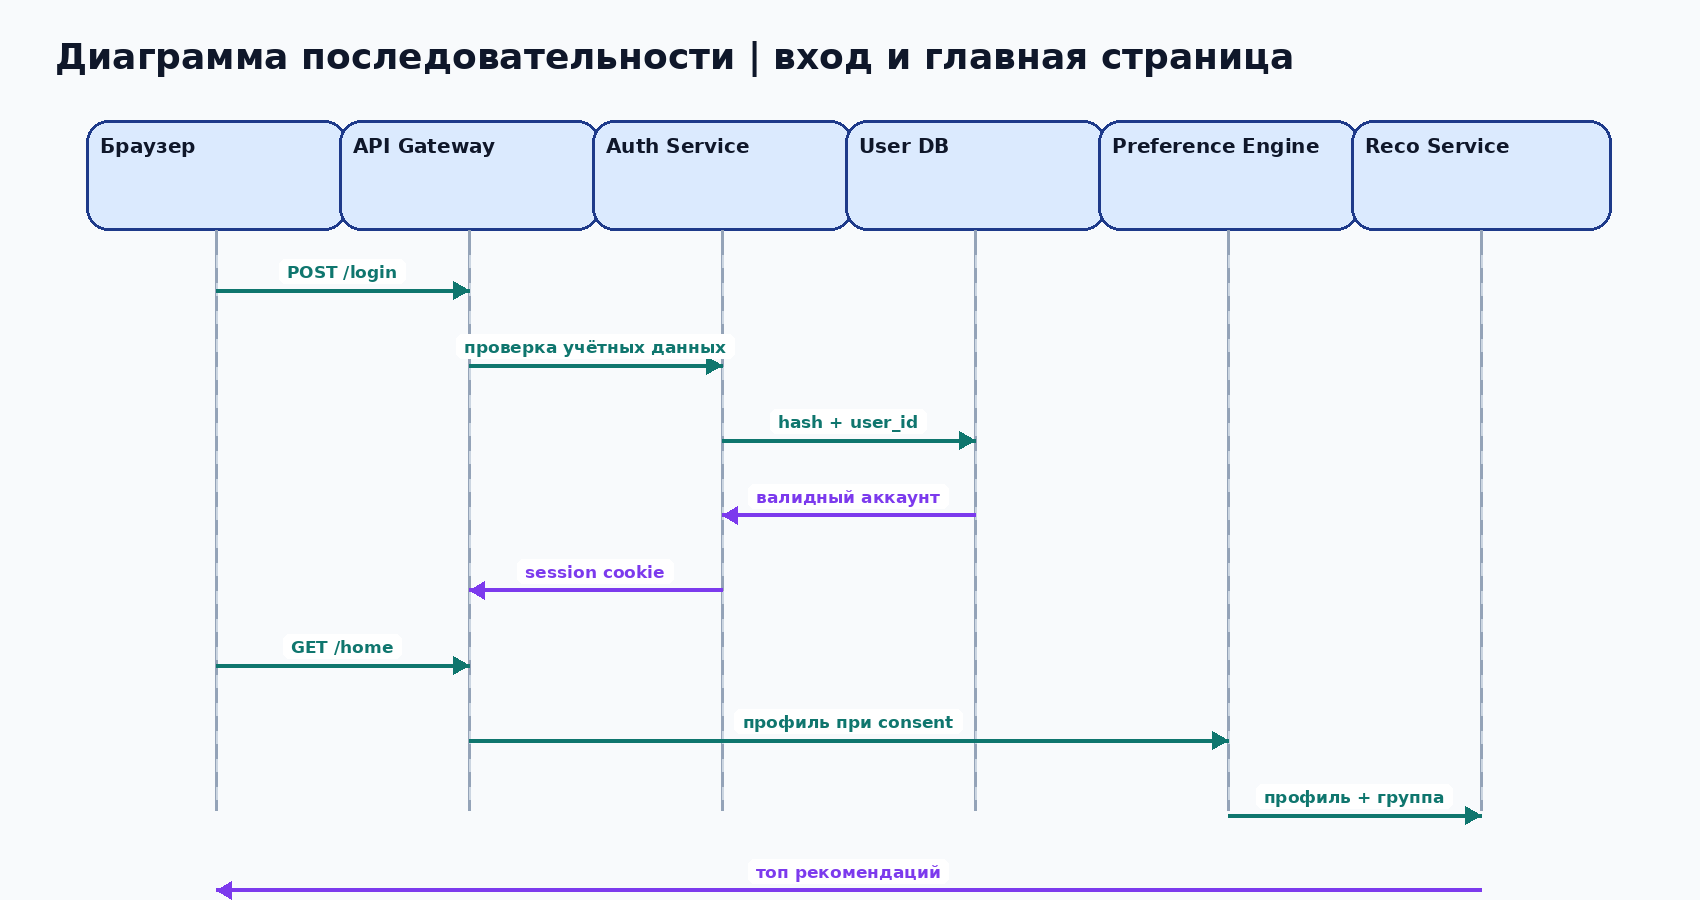 Диаграмма последовательности | вход и главная страница
Браузер
API Gateway
Auth Service
User DB
Preference Engine
Reco Service
POST /login
проверка учётных данных
hash + user_id
валидный аккаунт
session cookie
GET /home
профиль при consent
профиль + группа
топ рекомендаций